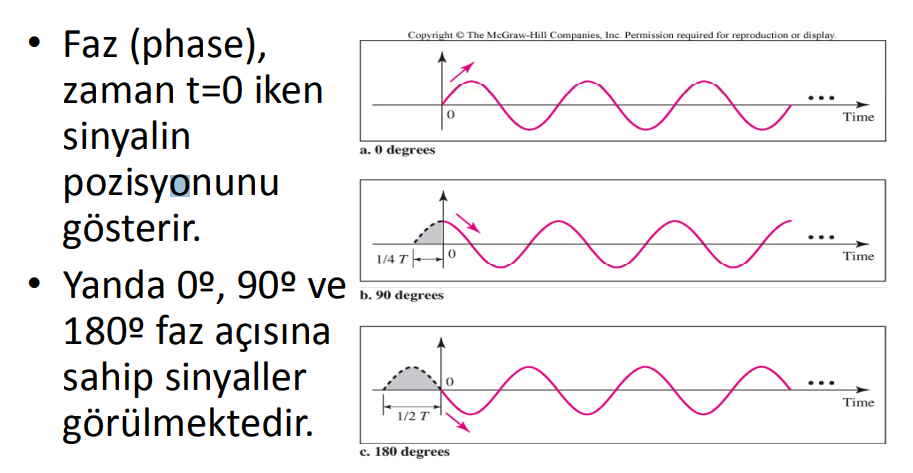 • Faz (phase),
zaman t=0 iken
sinyalin
pozisyonunu
gösterir.
• Yanda 0º, 90º ve
180º faz açısına
sahip sinyaller
görülmektedir.
Copyright © The McGraw-Hill Companies, Inc. Permission required for reproduction or display.
0
•••
Time
a. 0 degrees
1/4 T
0
•••
Time
b. 90 degrees
0
•••
1/2 T
Time
c. 180 degrees